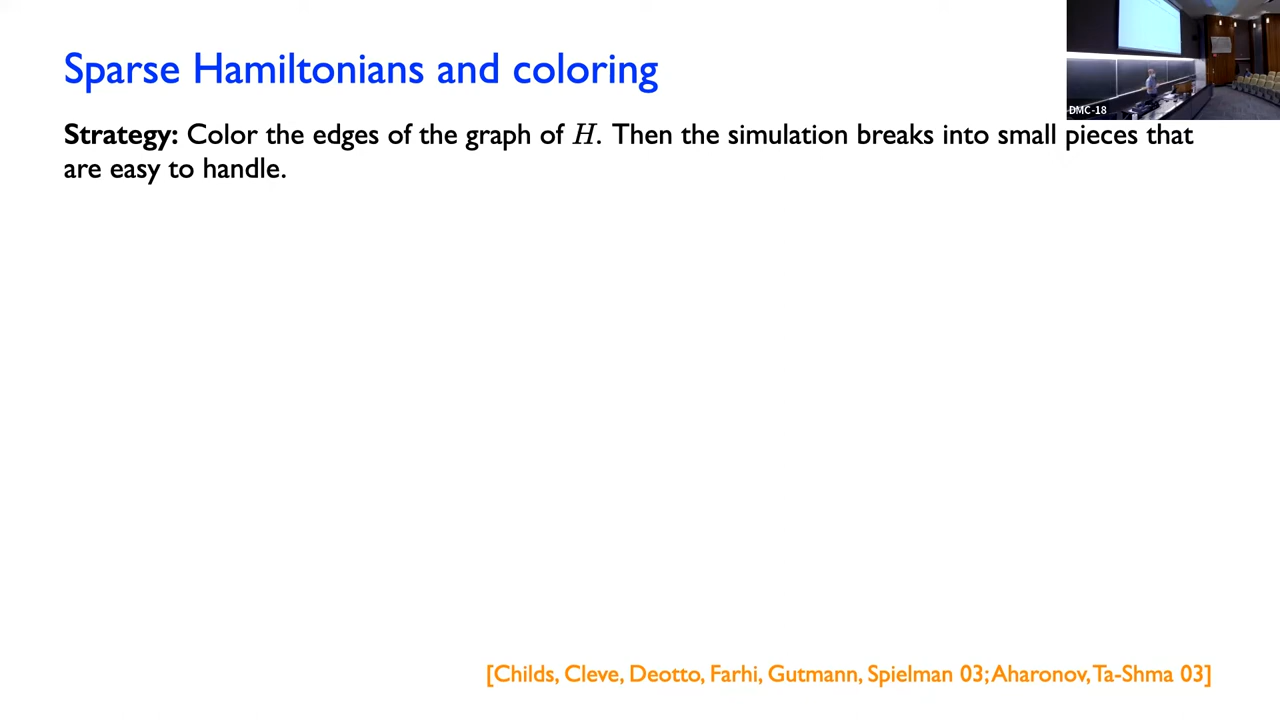 Sparse Hamiltonians and coloring
DMC-18
Strategy: Color the edges of the graph of H. Then the simulation breaks into small pieces that
are easy to handle.
[Childs, Cleve, Deotto, Farhi, Gutmann, Spielman 03; Aharonov, Ta-Shma 03]